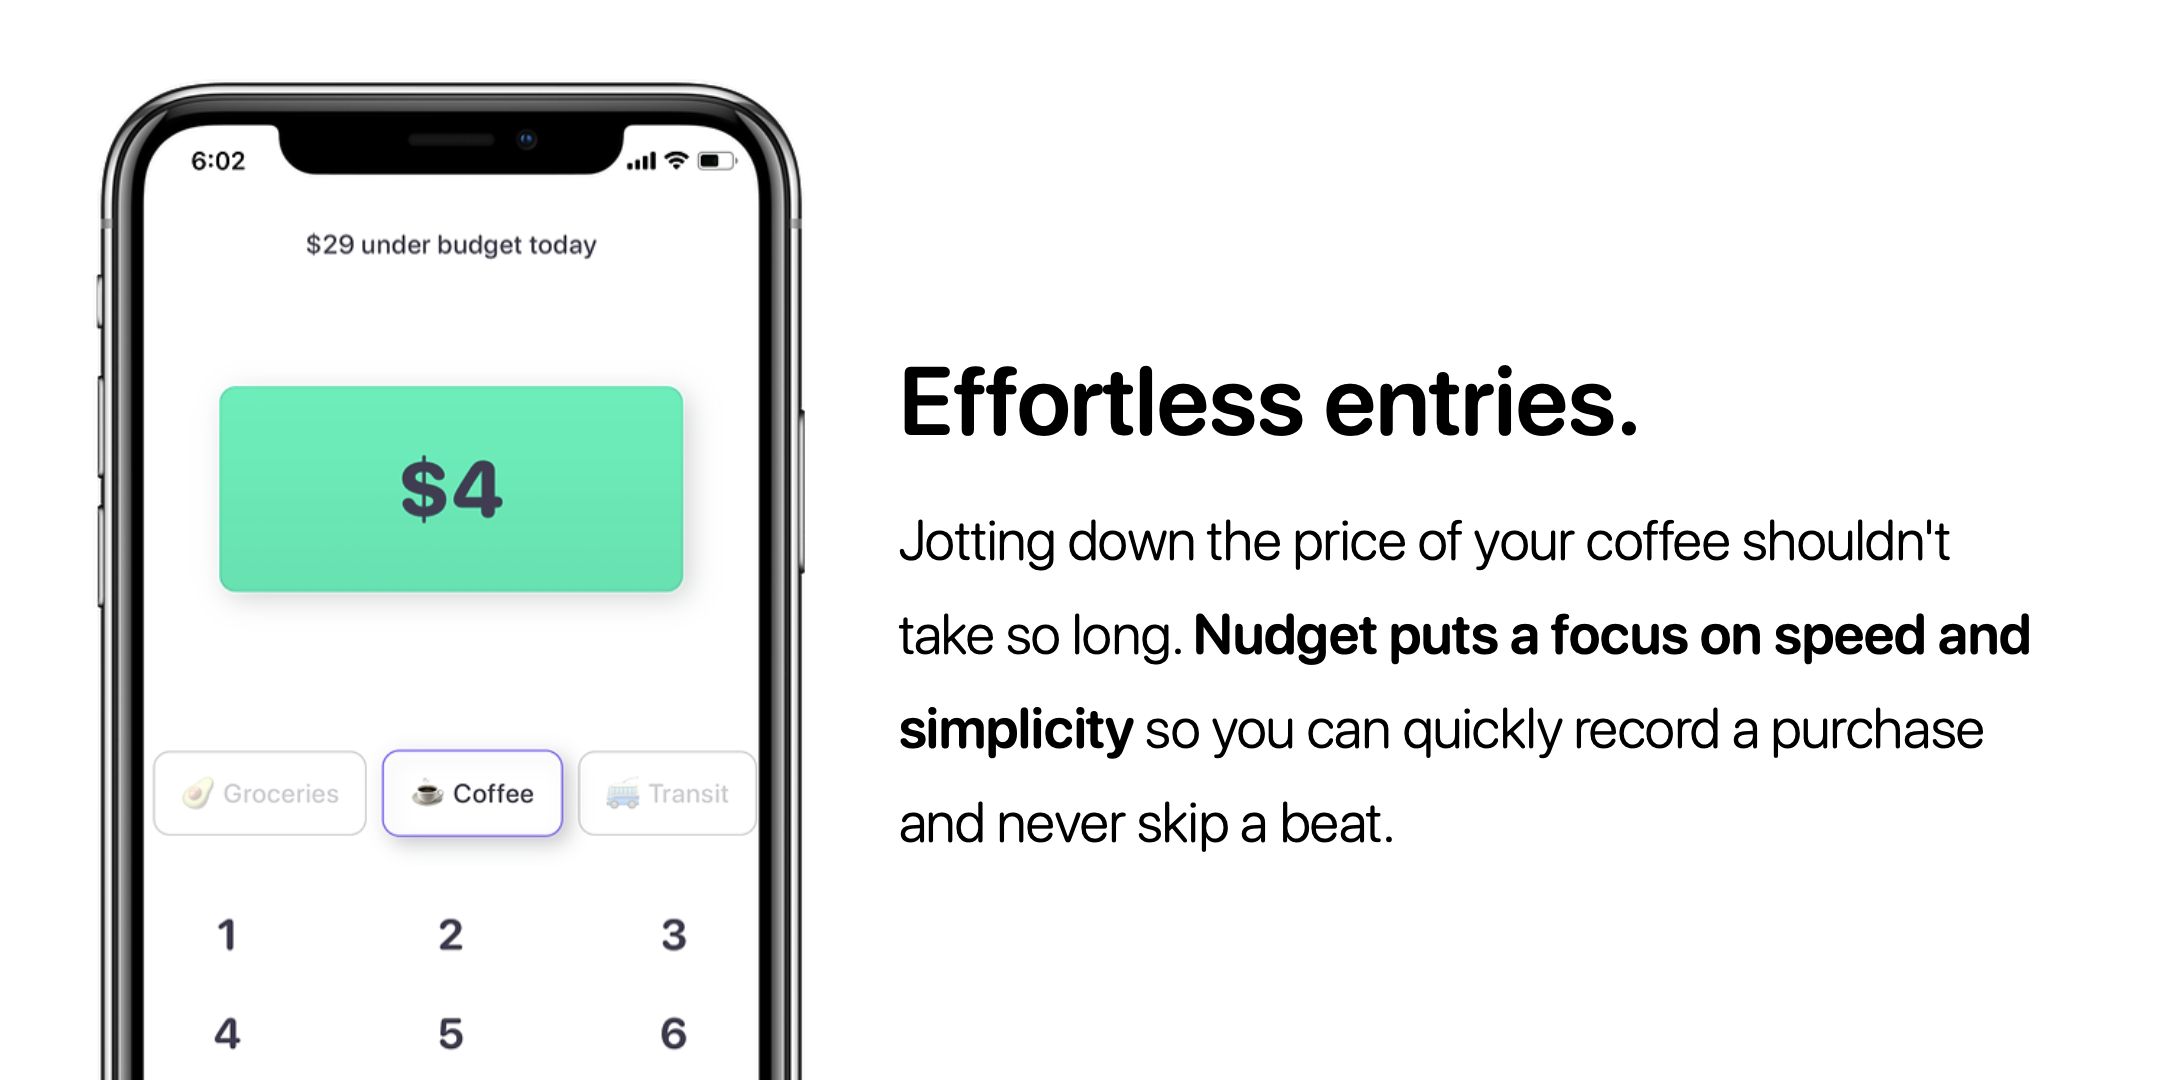 6:02
$29 under budget today
$4
Groceries
Coffee
Transit
1 2 3
4 5 6
Effortless entries.
Jotting down the price of your coffee shouldn't
take so long. Nudget puts a focus on speed and
simplicity so you can quickly record a purchase
and never skip a beat.